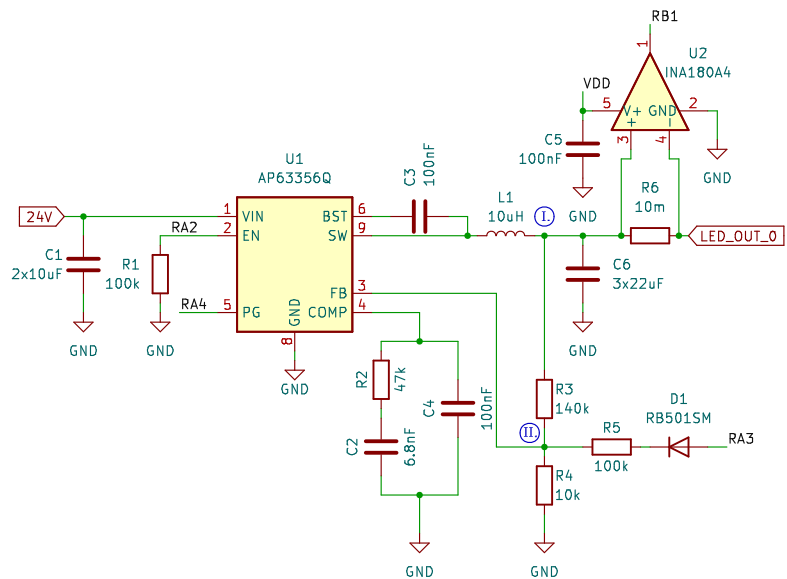 RB1
1
U2
INA180A4
VDD
5
V+
GND
2
+
−
3
4
C5
100nF
GND
GND
U1
AP63356Q
C3
100nF
L1
10uH
I.
R6
10m
24V
1
VIN
BST
6
RA2
2
EN
SW
9
LED_OUT_0
C1
2x10uF
R1
100k
C6
3x22uF
FB
3
RA4
5
PG
GND
COMP
4
8
GND
GND
GND
GND
R2
47k
C4
100nF
R3
140k
D1
RB501SM
C2
6.8nF
II.
R5
100k
RA3
R4
10k
GND
GND